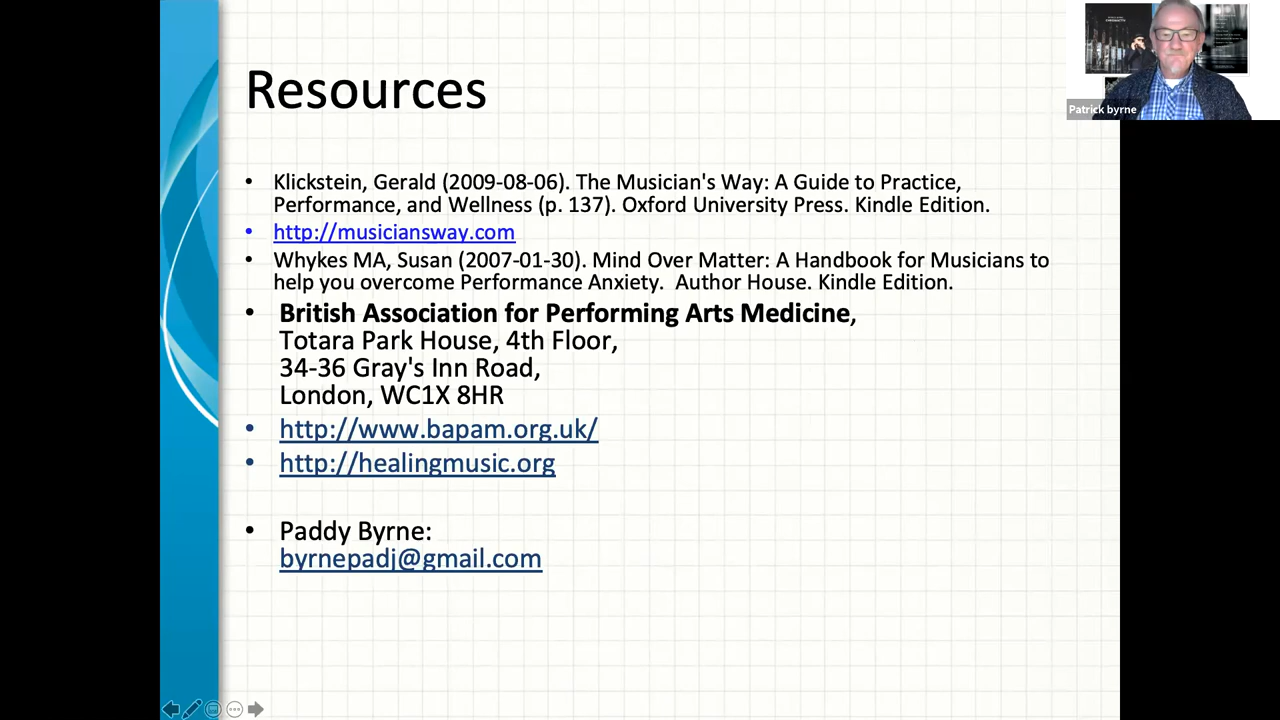 Resources
Klickstein, Gerald (2009-08-06). The Musician's Way: A Guide to Practice,
Performance, and Wellness (p. 137). Oxford University Press. Kindle Edition.
http://musiciansway.com
Whykes MA, Susan (2007-01-30). Mind Over Matter: A Handbook for Musicians to
help you overcome Performance Anxiety. Author House. Kindle Edition.
British Association for Performing Arts Medicine,
Totara Park House, 4th Floor,
34-36 Gray's Inn Road,
London, WC1X 8HR
http://www.bapam.org.uk/
http://healingmusic.org
Paddy Byrne:
byrnepadj@gmail.com
Patrick byrne